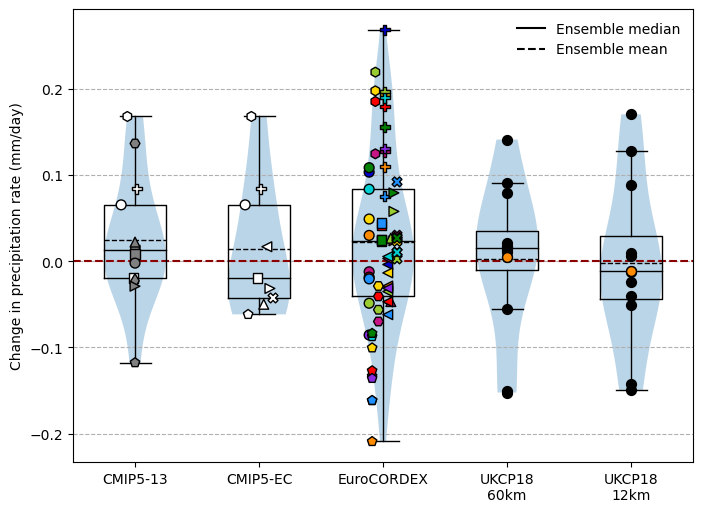 Ensemble median
Ensemble mean
Change in precipitation rate (mm/day)
0.2
0.1
0.0
−0.1
−0.2
CMIP5-13
CMIP5-EC
EuroCORDEX
UKCP18
60km
UKCP18
12km